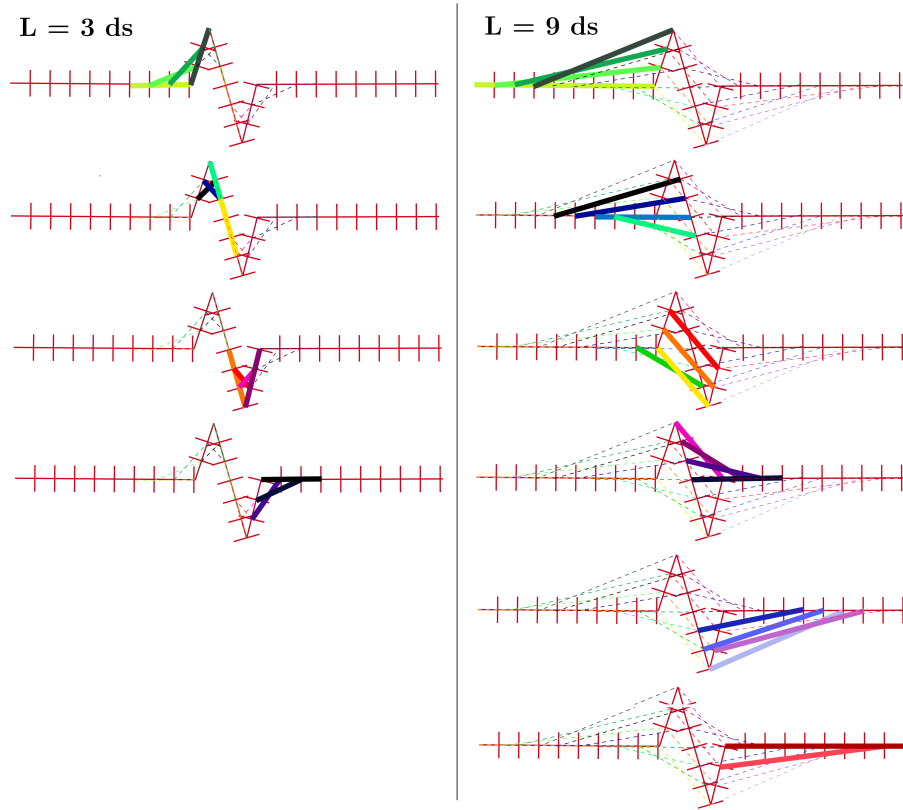 L = 3 ds
L = 9 ds